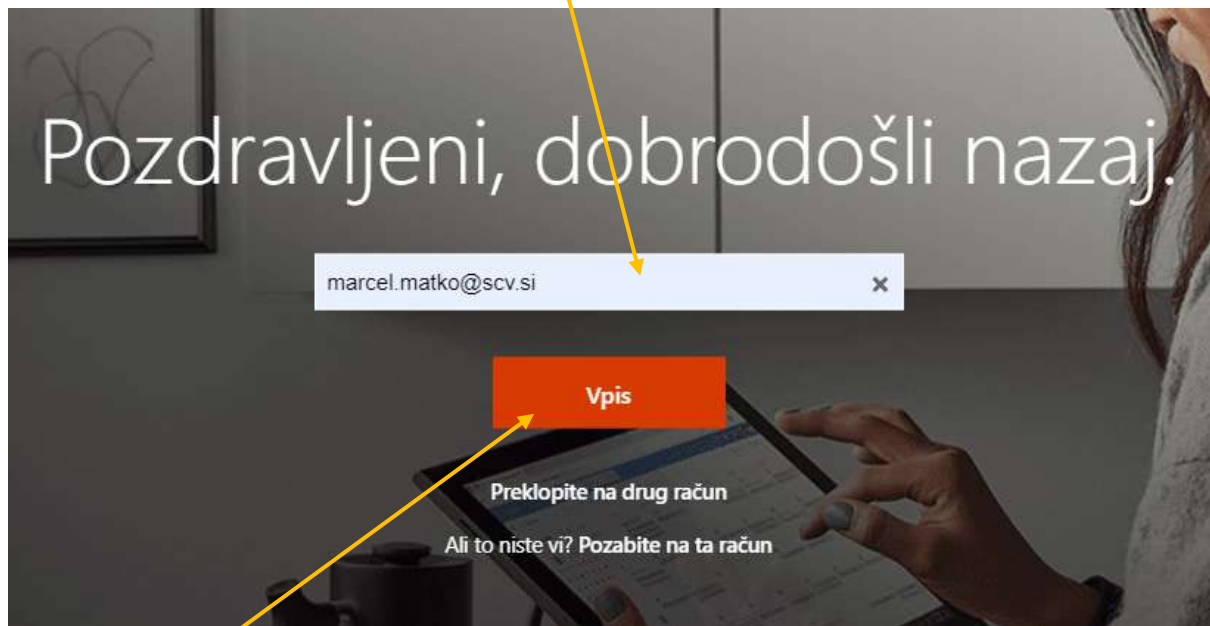 Pozdravljeni, dobrodošli nazaj.
marcel.matko@scv.si
Vpis
Preklopite na drug račun
Ali to niste vi? Pozabite na ta račun